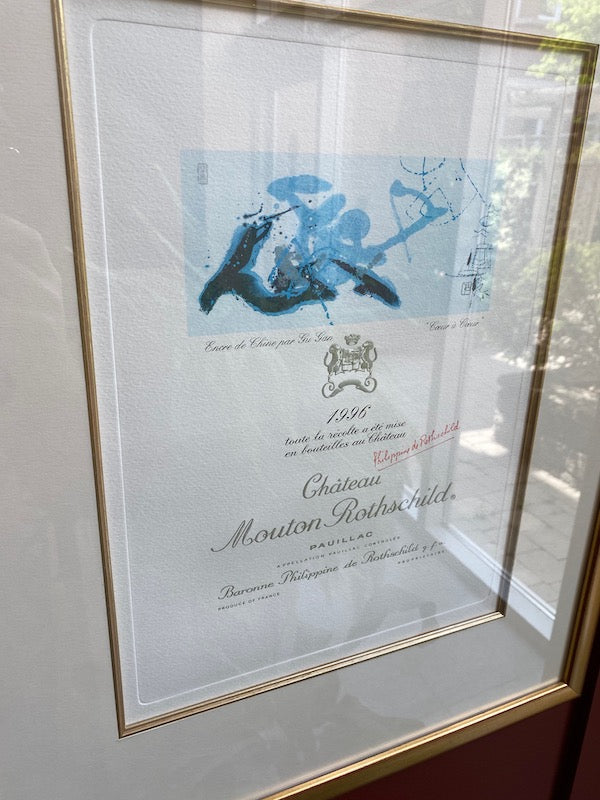 Encre de Chine par Gu Gan
"Cœur à Cœur"
1996
toute la récolte a été mise
en bouteilles au Château
Philippine de Rothschild
Château
Mouton Rothschild®
PAUILLAC
APPELLATION PAUILLAC CONTRÔLÉE
Baronne Philippine de Rothschild g.f.a.
PRODUCE OF FRANCE
PROPRIÉTAIRE